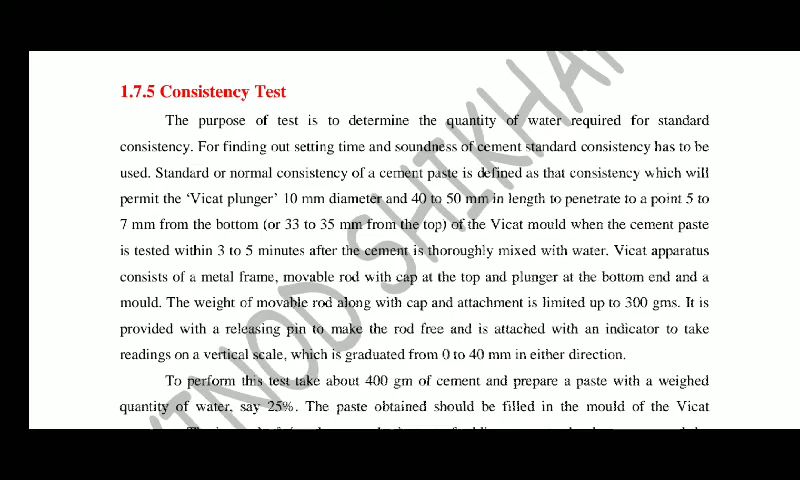 1.7.5 Consistency Test
The purpose of test is to determine the quantity of water required for standard
consistency. For finding out setting time and soundness of cement standard consistency has to be
used. Standard or normal consistency of a cement paste is defined as that consistency which will
permit the ‘Vicat plunger’ 10 mm diameter and 40 to 50 mm in length to penetrate to a point 5 to
7 mm from the bottom (or 33 to 35 mm from the top) of the Vicat mould when the cement paste
is tested within 3 to 5 minutes after the cement is thoroughly mixed with water. Vicat apparatus
consists of a metal frame, movable rod with cap at the top and plunger at the bottom end and a
mould. The weight of movable rod along with cap and attachment is limited up to 300 gms. It is
provided with a releasing pin to make the rod free and is attached with an indicator to take
readings on a vertical scale, which is graduated from 0 to 40 mm in either direction.
To perform this test take about 400 gm of cement and prepare a paste with a weighed
quantity of water, say 25%. The paste obtained should be filled in the mould of the Vicat